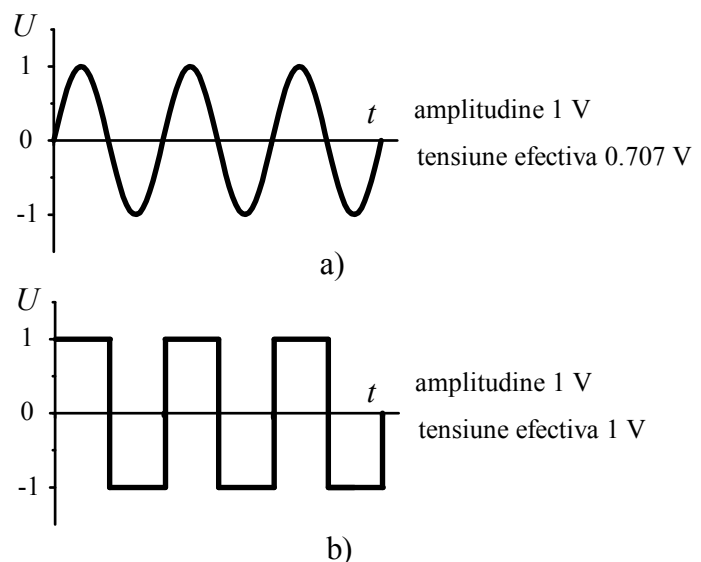 U
1
0
-1
t
amplitudine 1 V
tensiune efectiva 0.707 V
a)
U
1
0
-1
t
amplitudine 1 V
tensiune efectiva 1 V
b)